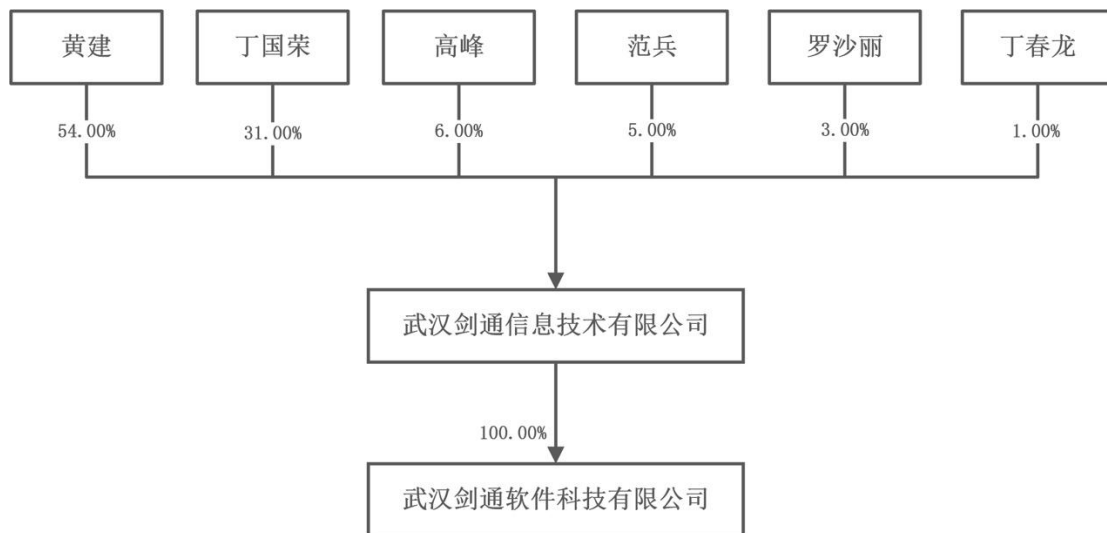 黄建
丁国荣
高峰
范兵
罗沙丽
丁春龙
54.00%
31.00%
6.00%
5.00%
3.00%
1.00%
武汉剑通信息技术有限公司
100.00%
武汉剑通软件科技有限公司